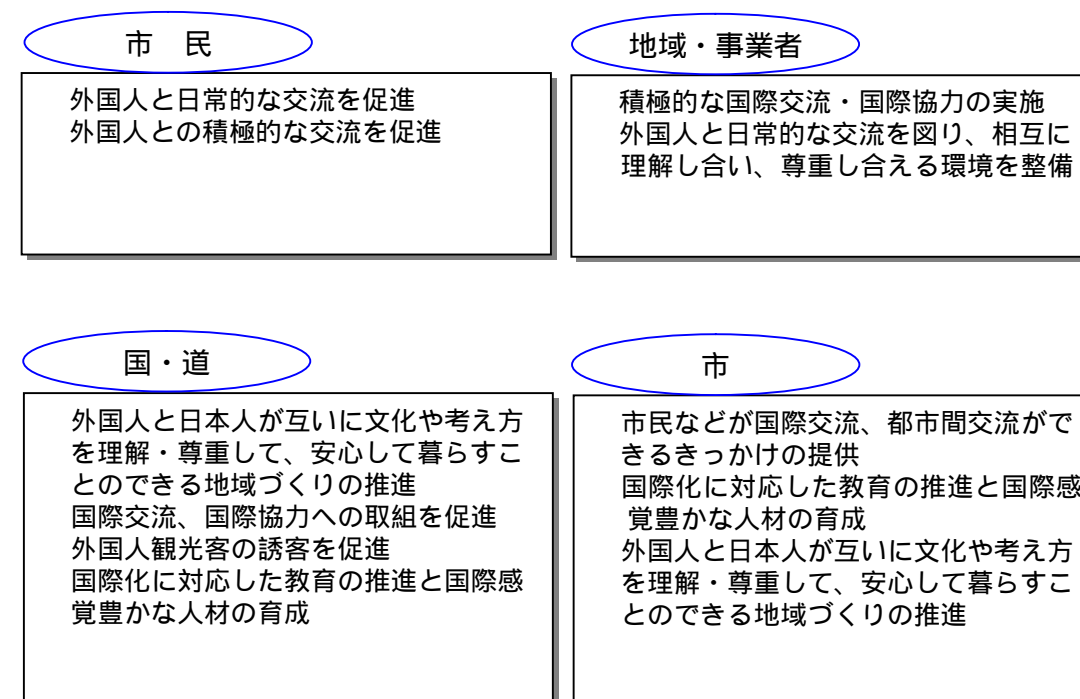 市　民
外国人と日常的な交流を促進
外国人との積極的な交流を促進
地域・事業者
積極的な国際交流・国際協力の実施
外国人と日常的な交流を図り、相互に
理解し合い、尊重し合える環境を整備
国・道
外国人と日本人が互いに文化や考え方
を理解・尊重して、安心して暮らすこ
とのできる地域づくりの推進
国際交流、国際協力への取組を促進
外国人観光客の誘客を促進
国際化に対応した教育の推進と国際感
覚豊かな人材の育成
市
市民などが国際交流、都市間交流がで
きるきっかけの提供
国際化に対応した教育の推進と国際感
覚豊かな人材の育成
外国人と日本人が互いに文化や考え方
を理解・尊重して、安心して暮らすこ
とのできる地域づくりの推進